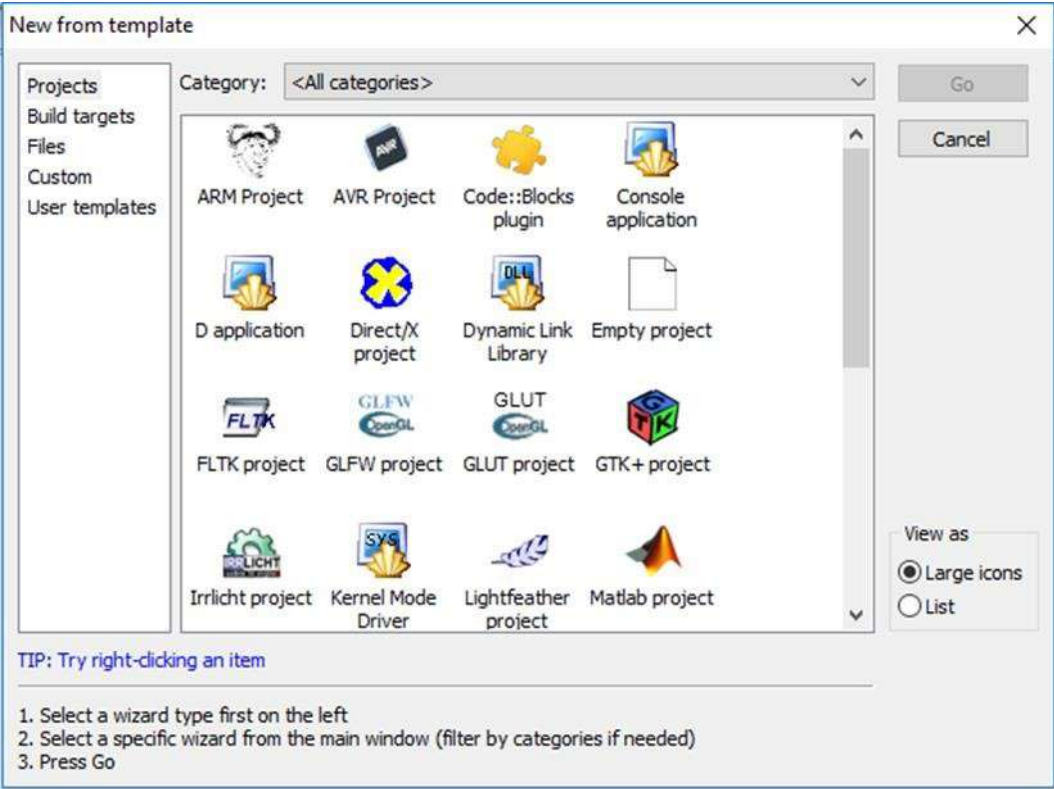 New from template
Projects
Build targets
Files
Custom
User templates
Category:
<All categories>
Go
Cancel
AVR
ARM Project
AVR Project
Code::Blocks
plugin
Console
application
DLL
D application
Direct/X
project
Dynamic Link
Library
Empty project
FLTK
GLFW
OpenGL
GLUT
OpenGL
GTK
FLTK project
GLFW project
GLUT project
GTK+ project
IRRLICHT
SYS
Irrlicht project
Kernel Mode
Driver
Lightfeather
project
Matlab project
View as
Large icons
List
TIP: Try right-clicking an item
1. Select a wizard type first on the left
2. Select a specific wizard from the main window (filter by categories if needed)
3. Press Go